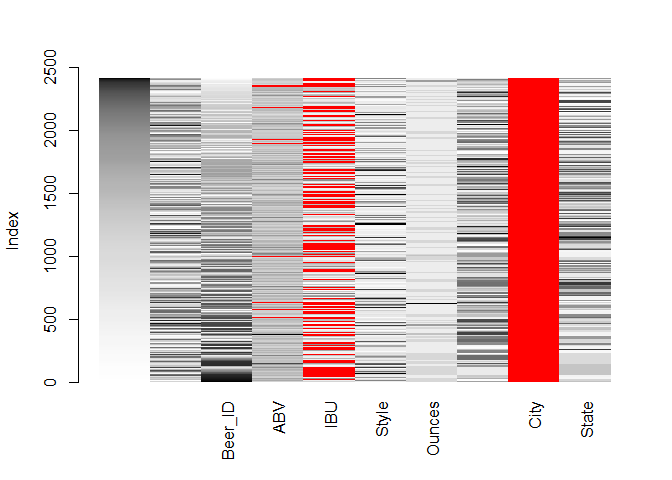 Index
2500
2000
1500
1000
500
0
Beer_ID
ABV
IBU
Style
Ounces
City
State